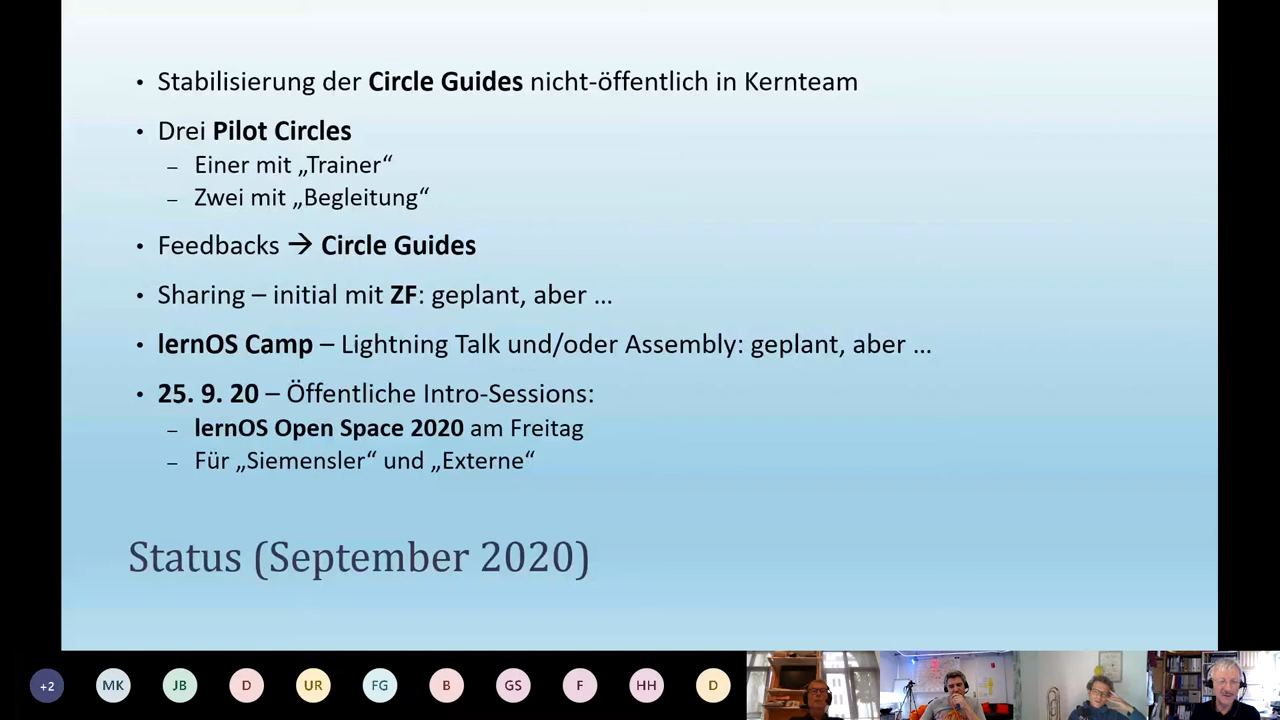 • Stabilisierung der Circle Guides nicht-öffentlich in Kernteam
• Drei Pilot Circles
– Einer mit „Trainer“
– Zwei mit „Begleitung“
• Feedbacks → Circle Guides
• Sharing – initial mit ZF: geplant, aber ...
• lernOS Camp – Lightning Talk und/oder Assembly: geplant, aber ...
• 25. 9. 20 – Öffentliche Intro-Sessions:
– lernOS Open Space 2020 am Freitag
– Für „Siemensler“ und „Externe“
Status (September 2020)
+2 MK JB D UR FG B GS F HH D